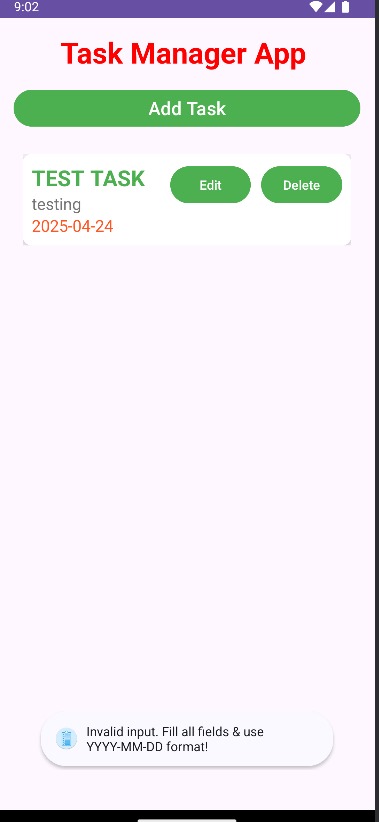 9:02
Task Manager App
Add Task
TEST TASK
Edit
Delete
testing
2025-04-24
Invalid input. Fill all fields & use
YYYY-MM-DD format!